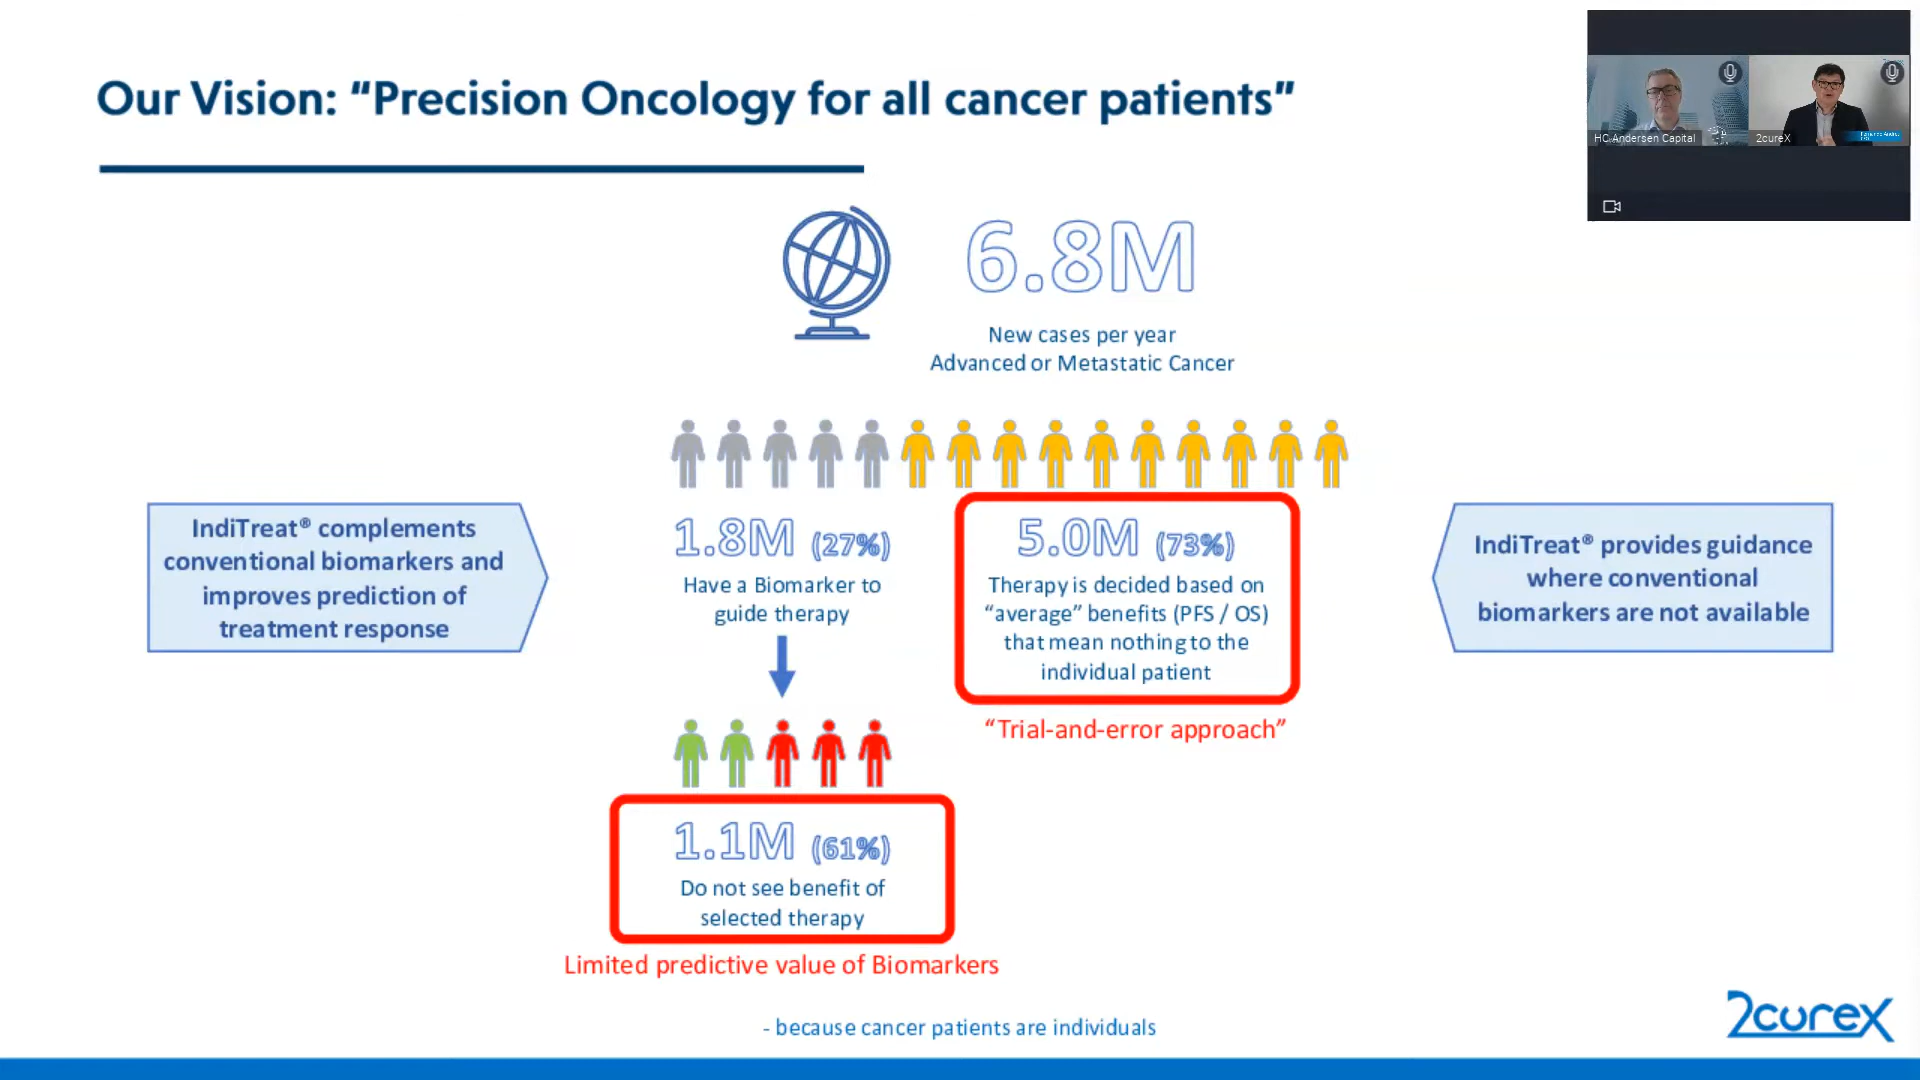 Our Vision: “Precision Oncology for all cancer patients”
HC Andersen Capital
2cureX
6.8M
New cases per year
Advanced or Metastatic Cancer
IndiTreat® complements
conventional biomarkers and
improves prediction of
treatment response
1.8M (27%)
Have a Biomarker to
guide therapy
5.0M (73%)
Therapy is decided based on
“average” benefits (PFS / OS)
that mean nothing to the
individual patient
“Trial-and-error approach”
IndiTreat® provides guidance
where conventional
biomarkers are not available
1.1M (61%)
Do not see benefit of
selected therapy
Limited predictive value of Biomarkers
- because cancer patients are individuals
2curex